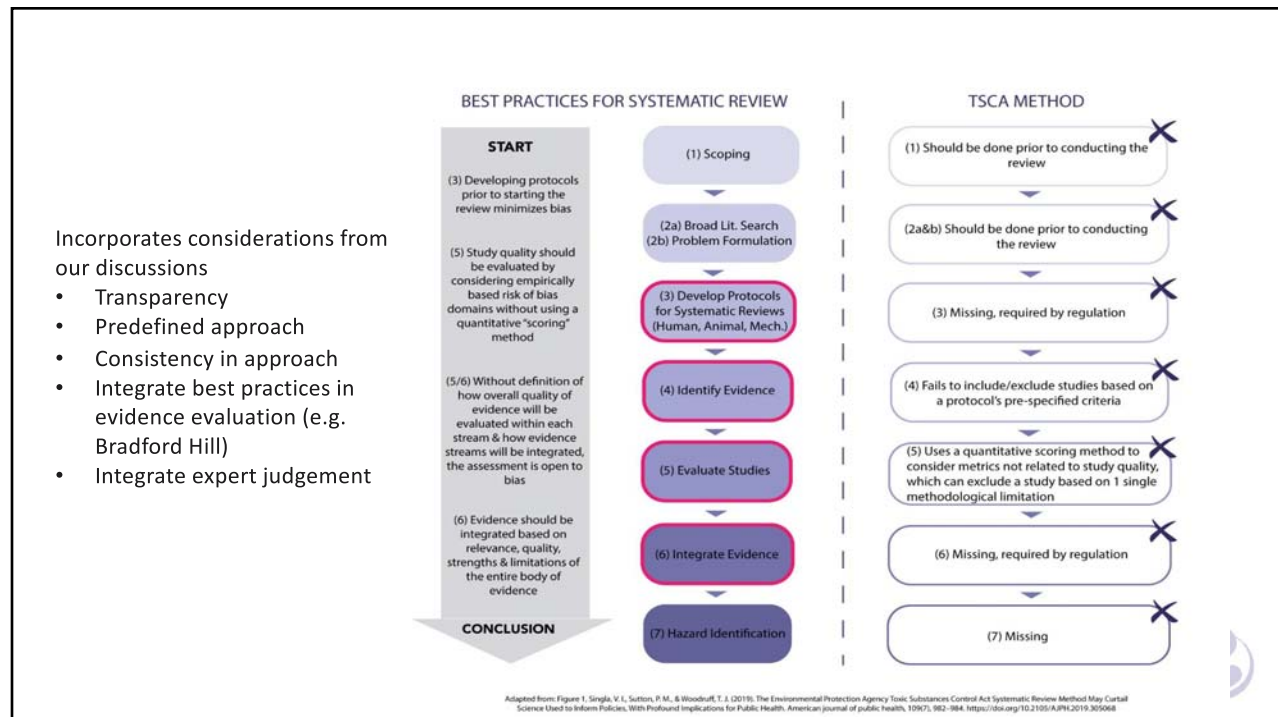 Incorporates considerations from
our discussions
• Transparency
• Predefined approach
• Consistency in approach
• Integrate best practices in
evidence evaluation (e.g.
Bradford Hill)
• Integrate expert judgement
BEST PRACTICES FOR SYSTEMATIC REVIEW
START
(3) Developing protocols
prior to starting the
review minimizes bias
(5) Study quality should
be evaluated by
considering empirically
based risk of bias
domains without using a
quantitative “scoring”
method
(5/6) Without definition of
how overall quality of
evidence will be
evaluated within each
stream & how evidence
streams will be integrated,
the assessment is open to
bias
(6) Evidence should be
integrated based on
relevance, quality,
strengths & limitations of
the entire body of
evidence
CONCLUSION
(1) Scoping
(2a) Broad Lit. Search
(2b) Problem Formulation
(3) Develop Protocols
for Systematic Reviews
(Human, Animal, Mech.)
(4) Identify Evidence
(5) Evaluate Studies
(6) Integrate Evidence
(7) Hazard Identification
TSCA METHOD
(1) Should be done prior to conducting the
review
(2a&b) Should be done prior to conducting
the review
(3) Missing, required by regulation
(4) Fails to include/exclude studies based on
a protocol's pre-specified criteria
(5) Uses a quantitative scoring method to
consider metrics not related to study quality,
which can exclude a study based on 1 single
methodological limitation
(6) Missing, required by regulation
(7) Missing
Adapted from: Figure 1, Singla, V. I., Sutton, P. M., & Woodruff, T. J. (2019). The Environmental Protection Agency Toxic Substances Control Act Systematic Review Method May Curtail
Science Used to Inform Policies, With Profound Implications for Public Health. American journal of public health, 109(7), 982–984. https://doi.org/10.2105/AJPH.2019.305068